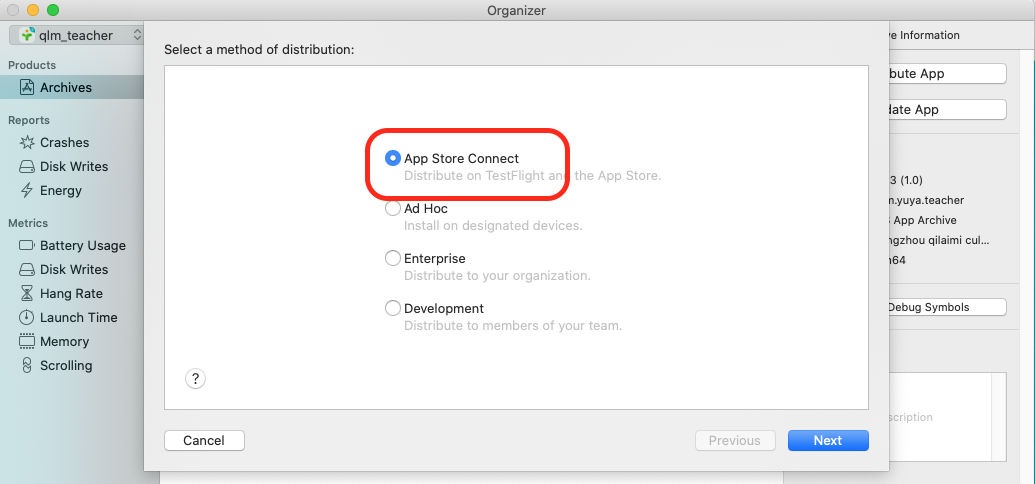 Organizer
qlm_teacher
Products
Archives
Reports
Crashes
Disk Writes
Energy
Metrics
Battery Usage
Disk Writes
Hang Rate
Launch Time
Memory
Scrolling
Select a method of distribution:
App Store Connect
Distribute on TestFlight and the App Store.
Ad Hoc
Install on designated devices.
Enterprise
Distribute to your organization.
Development
Distribute to members of your team.
?
Cancel
Previous
Next
ve Information
bute App
date App
3 (1.0)
m.yuya.teacher
App Archive
ngzhou qilaimi cul...
m64
Debug Symbols
scription